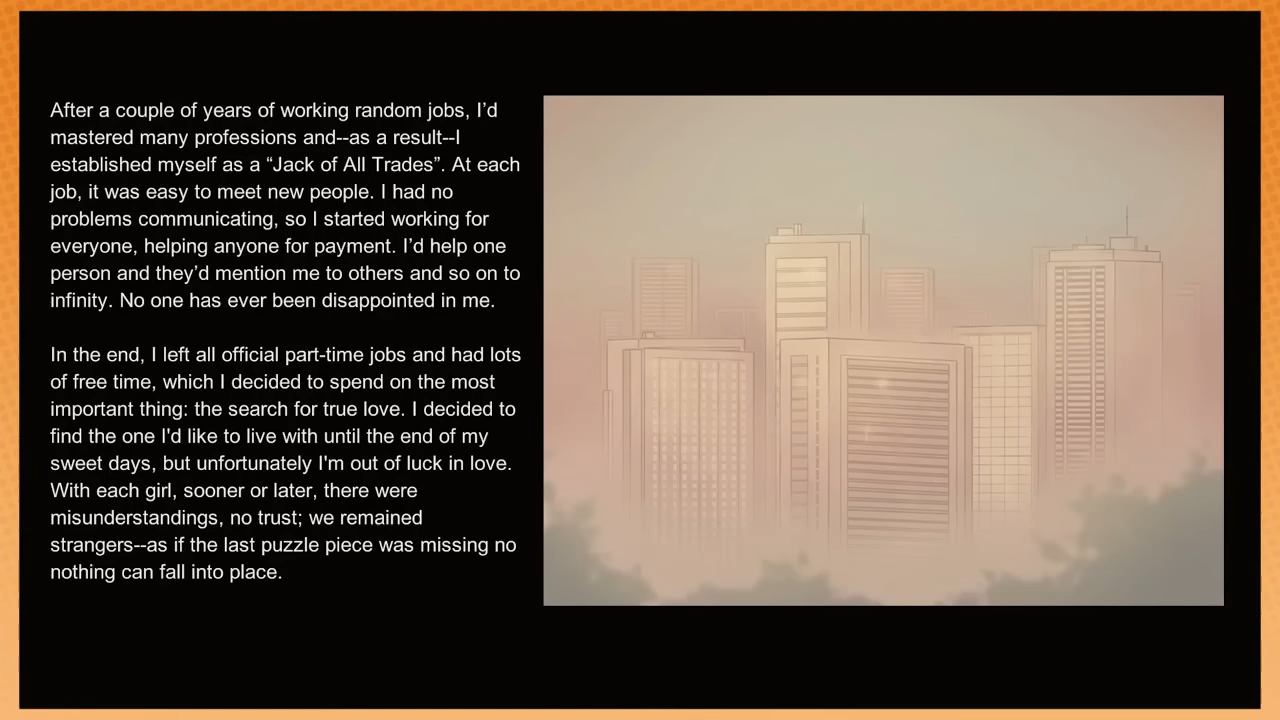 After a couple of years of working random jobs, I’d
mastered many professions and--as a result--I
established myself as a “Jack of All Trades”. At each
job, it was easy to meet new people. I had no
problems communicating, so I started working for
everyone, helping anyone for payment. I’d help one
person and they’d mention me to others and so on to
infinity. No one has ever been disappointed in me.
In the end, I left all official part-time jobs and had lots
of free time, which I decided to spend on the most
important thing: the search for true love. I decided to
find the one I'd like to live with until the end of my
sweet days, but unfortunately I'm out of luck in love.
With each girl, sooner or later, there were
misunderstandings, no trust; we remained
strangers--as if the last puzzle piece was missing no
nothing can fall into place.